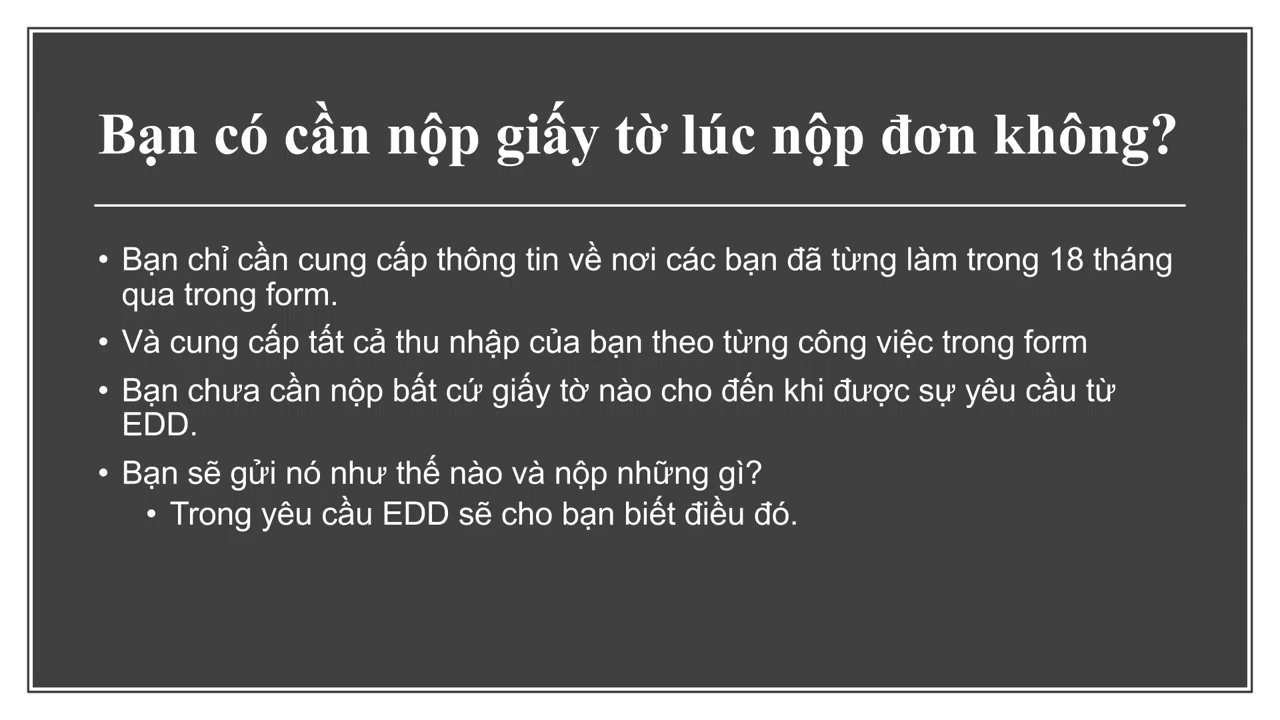 Bạn có cần nộp giấy tờ lúc nộp đơn không?
• Bạn chỉ cần cung cấp thông tin về nơi các bạn đã từng làm trong 18 tháng
qua trong form.
• Và cung cấp tất cả thu nhập của bạn theo từng công việc trong form
• Bạn chưa cần nộp bất cứ giấy tờ nào cho đến khi được sự yêu cầu từ
EDD.
• Bạn sẽ gửi nó như thế nào và nộp những gì?
• Trong yêu cầu EDD sẽ cho bạn biết điều đó.